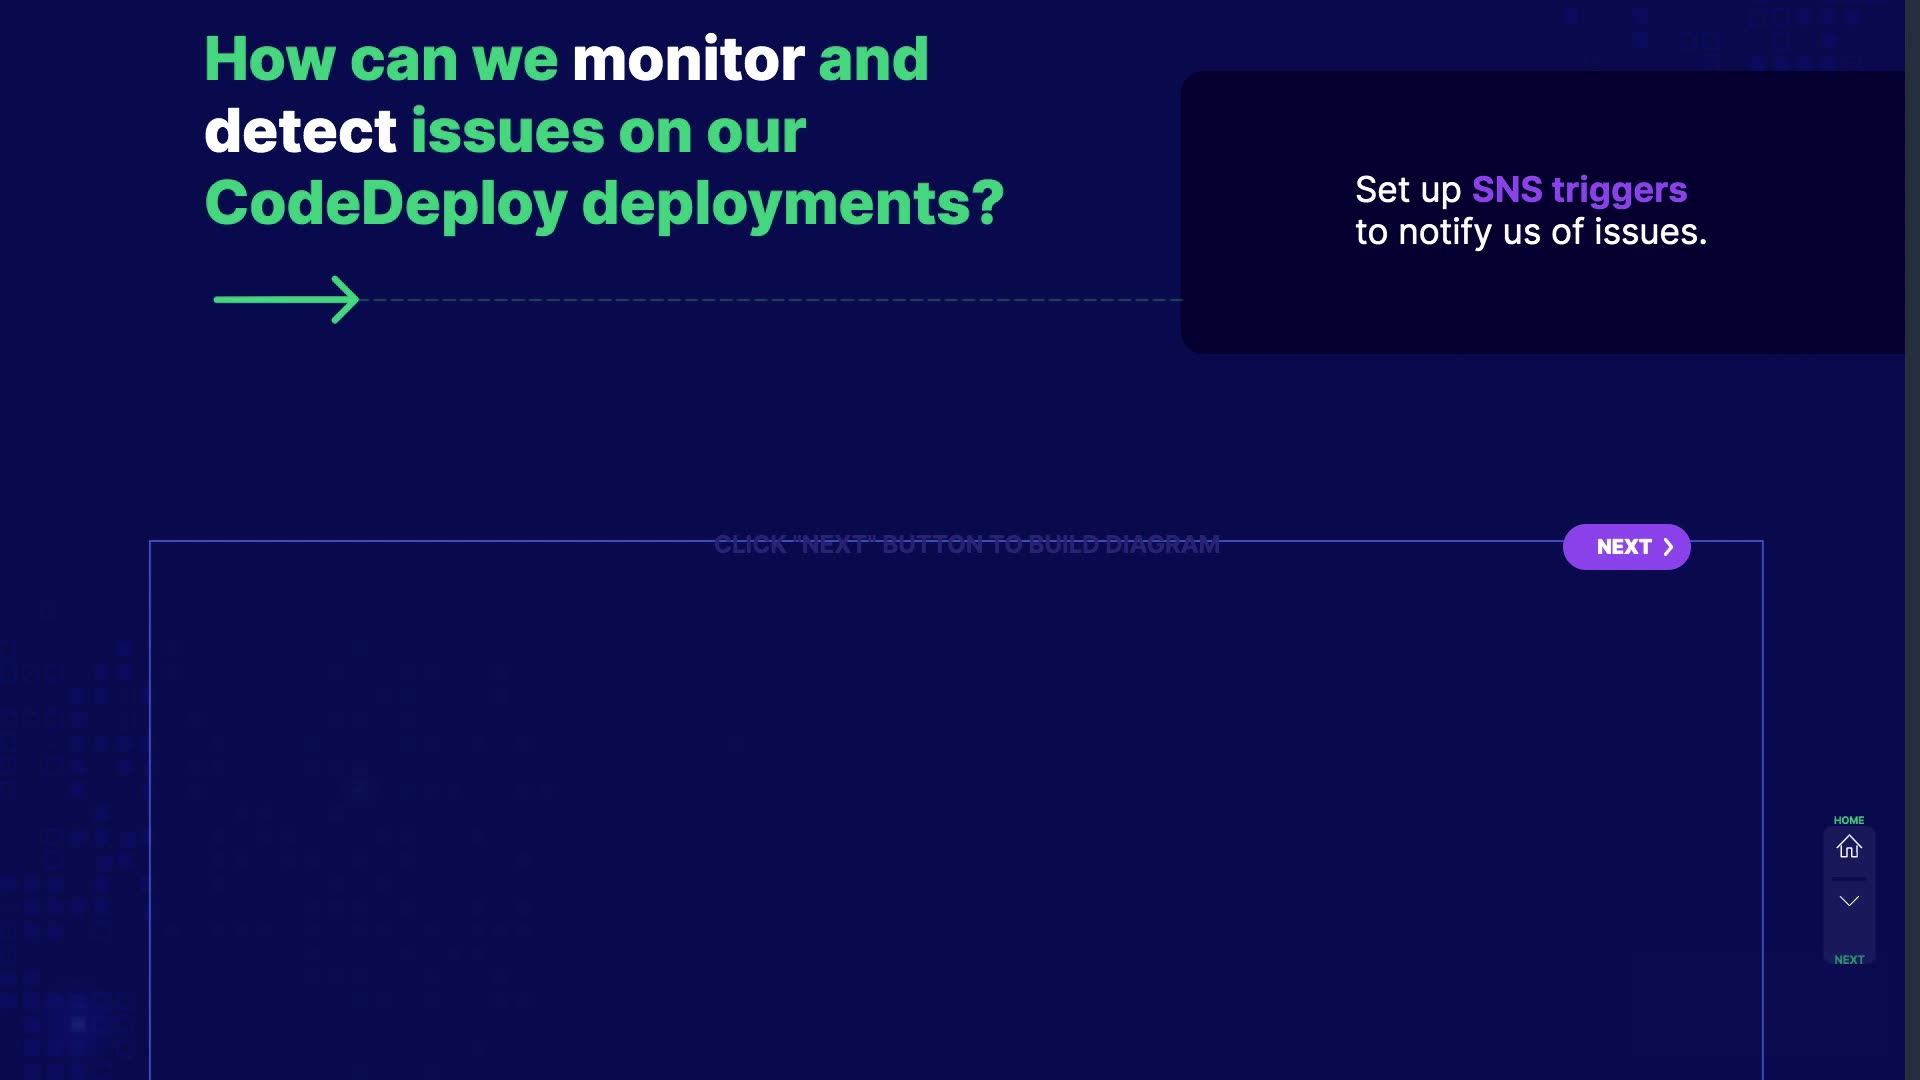 How can we monitor and
detect issues on our
CodeDeploy deployments?
Set up SNS triggers
to notify us of issues.
CLICK "NEXT" BUTTON TO BUILD DIAGRAM
NEXT
HOME
NEXT